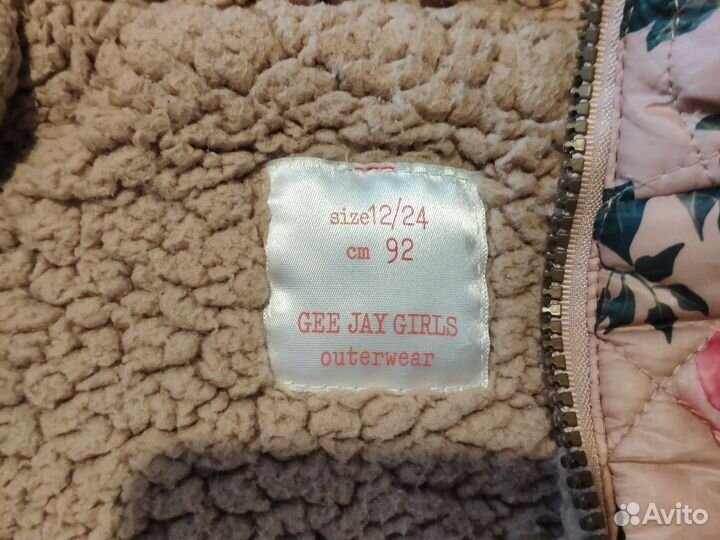 size12/24
cm 92
GEE JAY GIRLS
outerwear
Avito